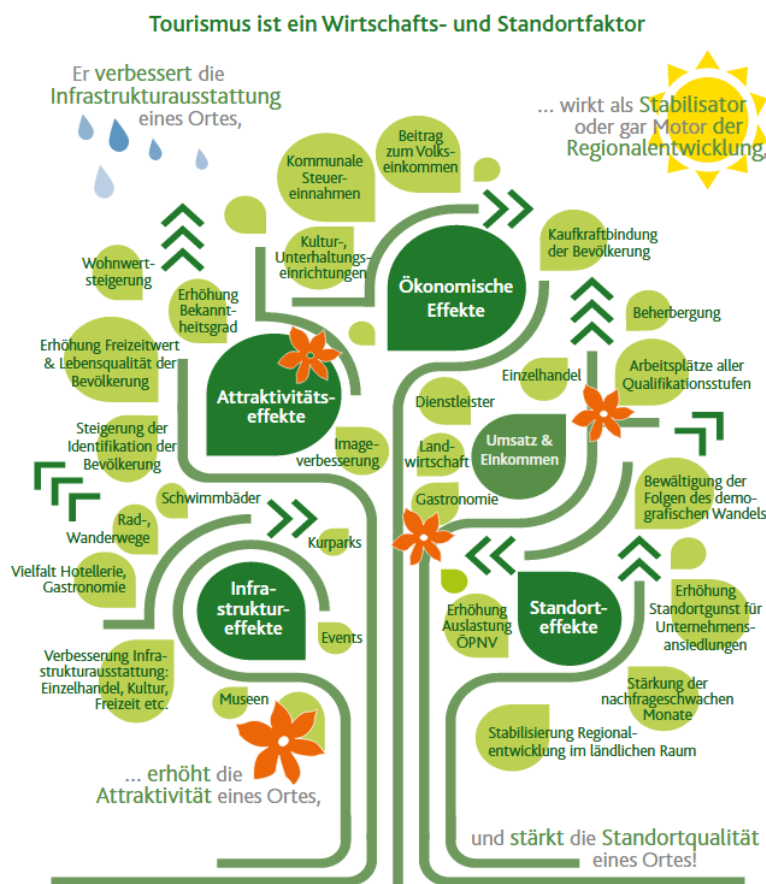 Tourismus ist ein Wirtschafts- und Standortfaktor
Er verbessert die
Infrastrukturausstattung
eines Ortes,
... wirkt als Stabilisator
oder gar Motor der
Regionalentwicklung,
Kommunale
Steuer-
einnahmen
Beitrag
zum Volks-
einkommen
Kultur-,
Unterhaltungs-
einrichtungen
Ökonomische
Effekte
Kaufkraftbindung
der Bevölkerung
Wohnwert-
steigerung
Erhöhung
Bekannt-
heitsgrad
Erhöhung Freizeitwert
& Lebensqualität der
Bevölkerung
Attraktivitäts-
effekte
Steigerung der
Identifikation der
Bevölkerung
Image-
verbesserung
Beherbergung
Einzelhandel
Arbeitsplätze aller
Qualifikationsstufen
Dienstleister
Umsatz &
EInkommen
Land-
wirtschaft
Gastronomie
Bewältigung der
Folgen des demo-
grafischen Wandels
Schwimmbäder
Rad-,
Wanderwege
Kurparks
Vielfalt Hotellerie,
Gastronomie
Infra-
struktur-
effekte
Events
Verbesserung Infra-
strukturausstattung:
Einzelhandel, Kultur,
Freizeit etc.
Museen
Erhöhung
Auslastung
ÖPNV
Standort-
effekte
Erhöhung
Standortgunst für
Unternehmens-
ansiedlungen
Stärkung der
nachfrageschwachen
Monate
Stabilisierung Regional-
entwicklung im ländlichen Raum
... erhöht die
Attraktivität eines Ortes,
und stärkt die Standortqualität
eines Ortes!